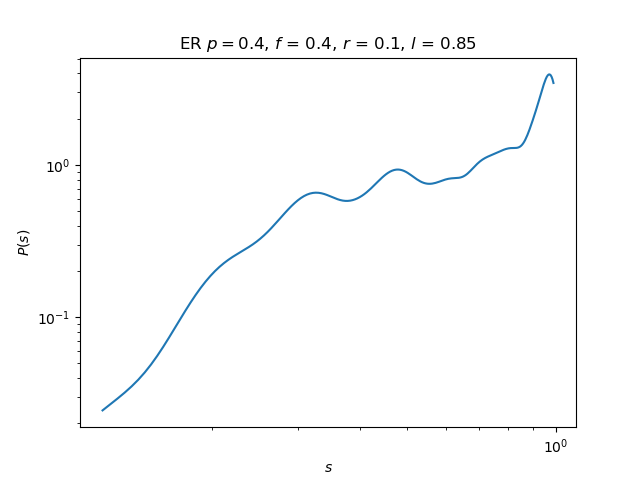 ER p = 0.4, f = 0.4, r = 0.1, l = 0.85
P(s)
10⁰
10⁻¹
10⁰
s